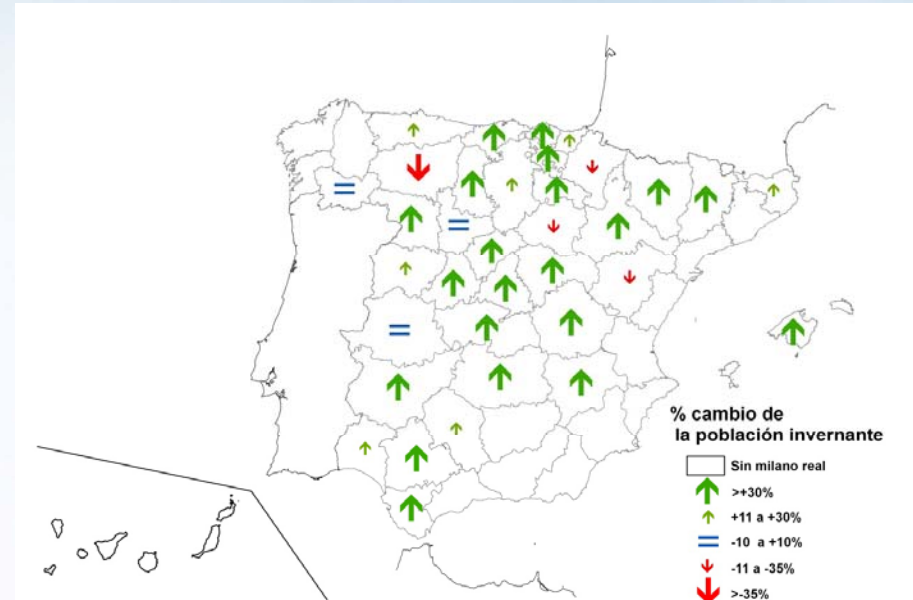 % cambio de
la población invernante
Sin milano real
>+30%
+11 a +30%
-10 a +10%
-11 a -35%
>-35%